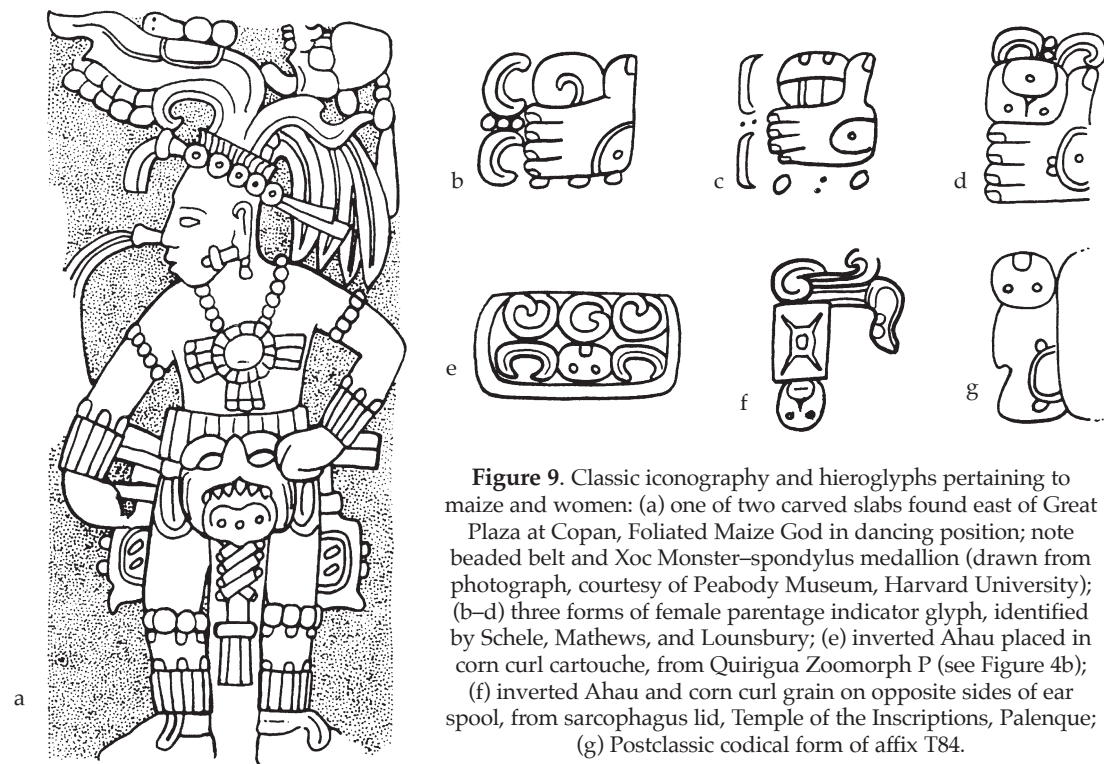 b
c
d
e
f
g
a
Figure 9. Classic iconography and hieroglyphs pertaining to
maize and women: (a) one of two carved slabs found east of Great
Plaza at Copan, Foliated Maize God in dancing position; note
beaded belt and Xoc Monster–spondylus medallion (drawn from
photograph, courtesy of Peabody Museum, Harvard University);
(b–d) three forms of female parentage indicator glyph, identified
by Schele, Mathews, and Lounsbury; (e) inverted Ahau placed in
corn curl cartouche, from Quirigua Zoomorph P (see Figure 4b);
(f) inverted Ahau and corn curl grain on opposite sides of ear
spool, from sarcophagus lid, Temple of the Inscriptions, Palenque;
(g) Postclassic codical form of affix T84.